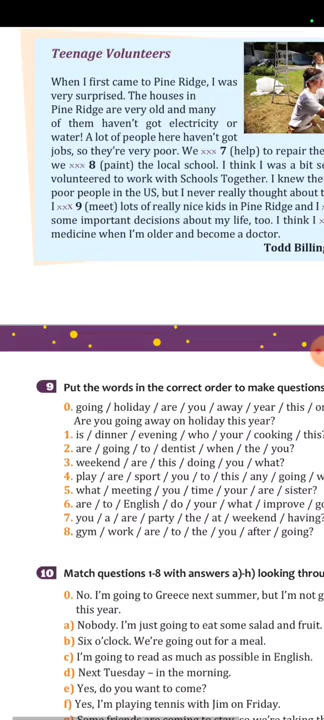 Teenage Volunteers
When I first came to Pine Ridge, I was
very surprised. The houses in
Pine Ridge are very old and many
of them haven't got electricity or
water! A lot of people here haven't got
jobs, so they're very poor. We xxx 7 (help) to repair the
we xxx 8 (paint) the local school. I think I was a bit
volunteered to work with Schools Together. I knew the
poor people in the US, but I never really thought about
I xxx 9 (meet) lots of really nice kids in Pine Ridge and I
some important decisions about my life, too. I think I
medicine when I'm older and become a doctor.
Todd
9 Put the words in the correct order to make questions
0. going / holiday / are / you / away / year / this /
Are you going away on holiday this year?
1. is / dinner / evening / who / your / cooking / this?
2. are / going / to / dentist / when / the / you?
3. weekend / are / this / doing / you / what?
4. play / are / sport / you / to / this / any / going /
5. what / meeting / you / time / your / are / sister?
6. are / to / English / do / your / what / improve /
7. you / a / are / party / the / at / weekend / having?
8. gym / work / are / to / the / you / after / going?
10 Match questions 1-8 with answers a)-h) looking
0. No. I'm going to Greece next summer, but I'm not
this year.
a) Nobody. I'm just going to eat some salad and fruit.
b) Six o'clock. We're going out for a meal.
c) I'm going to read as much as possible in English.
d) Next Tuesday – in the morning.
e) Yes, do you want to come?
f) Yes, I'm playing tennis with Jim on Friday.
g) Some friends are coming to stay, so we're taking